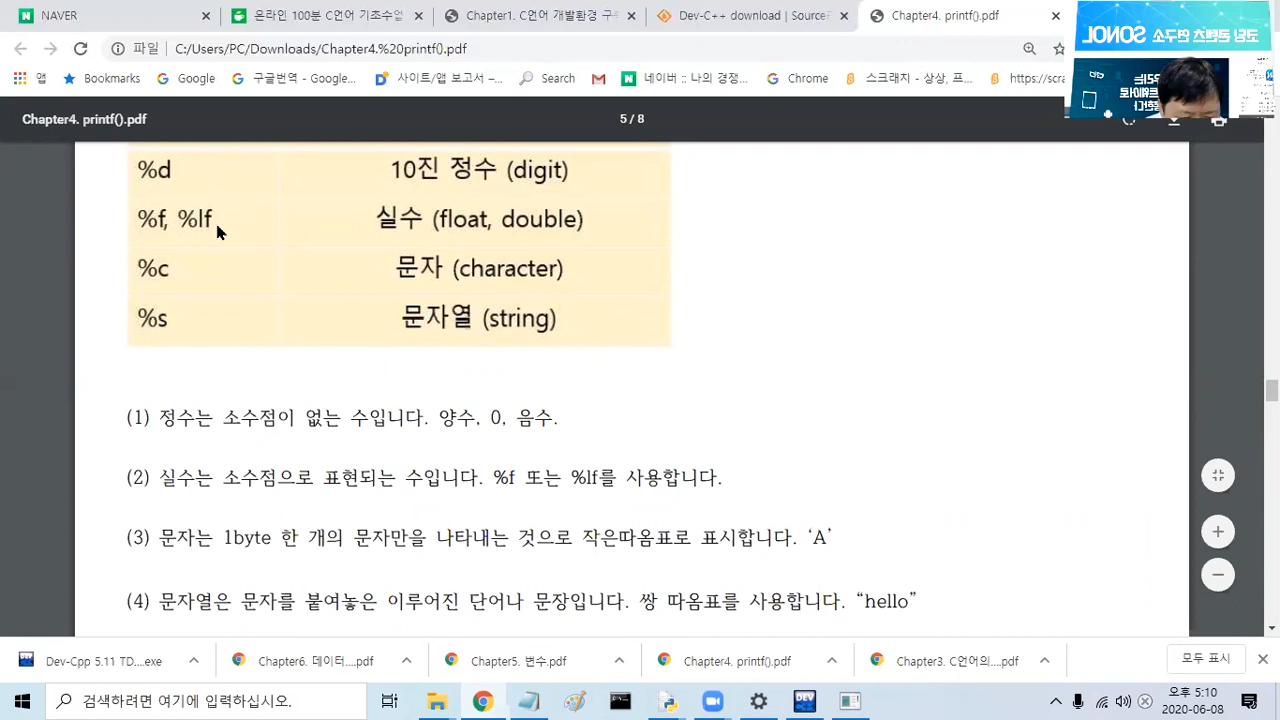 NAVER
온라인 100분 C언어 기초수업
Chapter1. C언어 개발환경 구축
Dev-C++ download | SourceF
Chapter4. printf().pdf
파일
C:/Users/PC/Downloads/Chapter4.%20printf().pdf
앱
Bookmarks
Google
구글번역 - Google...
사이트/앱 보고서 –...
Search
네이버 :: 나의 경정...
Chrome
스크래치 - 상상, 프...
https://scra
코딩 콘텐츠 연구소 SONOL
Chapter4. printf().pdf
5 / 8
%d 10진 정수 (digit)
%f, %lf 실수 (float, double)
%c 문자 (character)
%s 문자열 (string)
(1) 정수는 소수점이 없는 수입니다. 양수, 0, 음수.
(2) 실수는 소수점으로 표현되는 수입니다. %f 또는 %lf를 사용합니다.
(3) 문자는 1byte 한 개의 문자만을 나타내는 것으로 작은따옴표로 표시합니다. ‘A’
(4) 문자열은 문자를 붙여놓은 이루어진 단어나 문장입니다. 쌍 따옴표를 사용합니다. “hello”
Dev-Cpp 5.11 TD....exe
Chapter6. 데이터....pdf
Chapter5. 변수.pdf
Chapter4. printf().pdf
Chapter3. C언어의....pdf
모두 표시
검색하려면 여기에 입력하십시오.
DEV
오후 5:10
2020-06-08